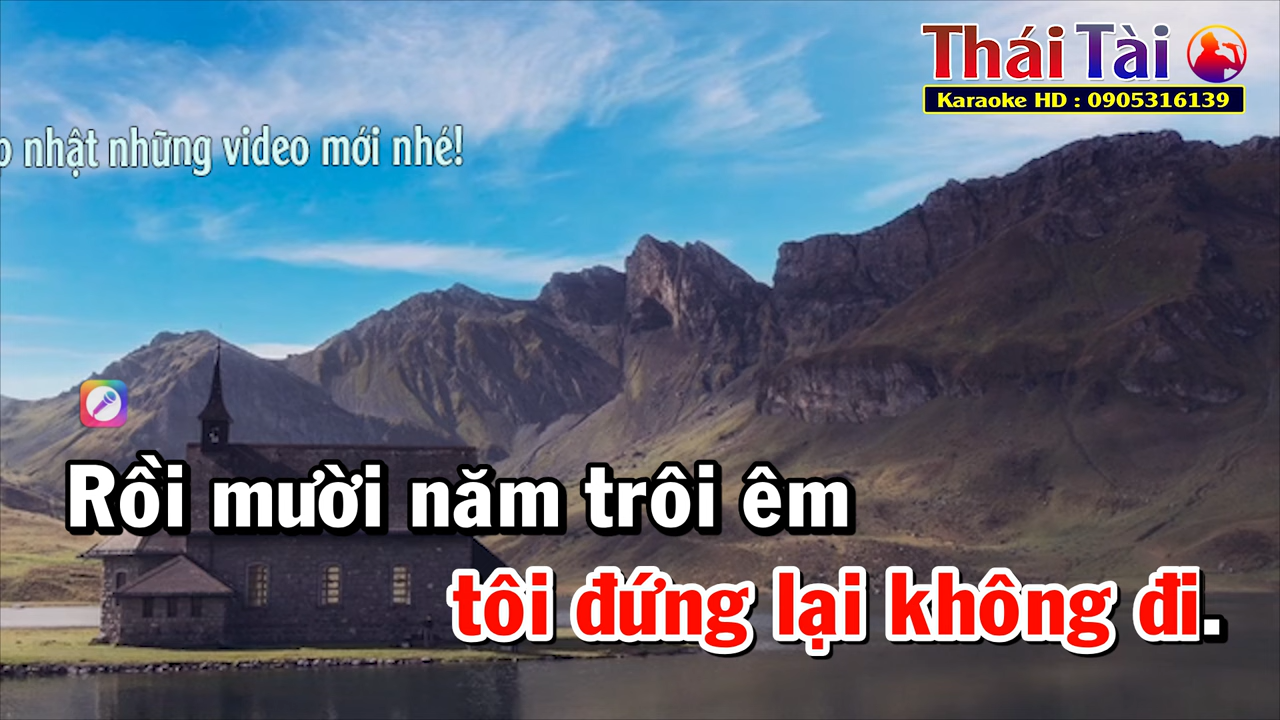 Thái Tài
Karaoke HD : 0905316139
nhật những video mới nhé!
Rồi mười năm trôi êm
tôi đứng lại không đi.